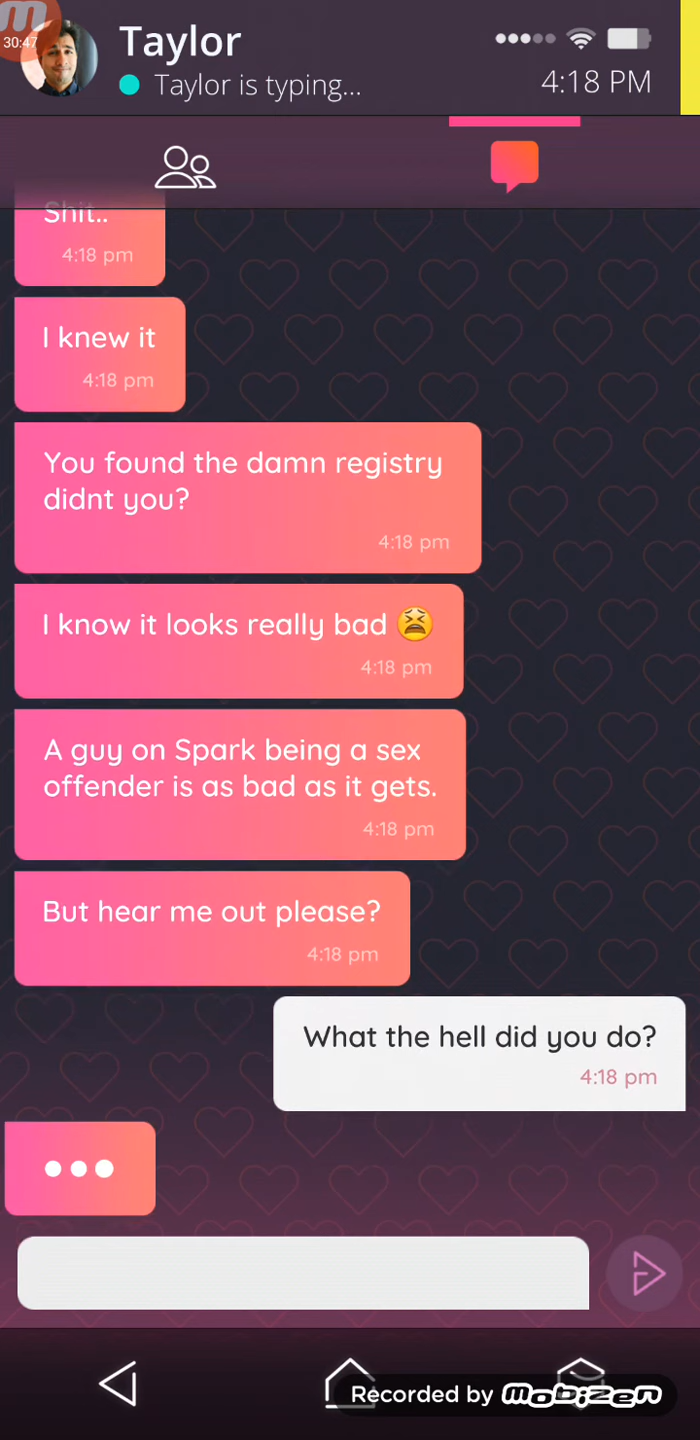 m
30:47
Taylor
Taylor is typing...
4:18 PM
Shit..
4:18 pm
I knew it
4:18 pm
You found the damn registry
didnt you?
4:18 pm
I know it looks really bad 😫
4:18 pm
A guy on Spark being a sex
offender is as bad as it gets.
4:18 pm
But hear me out please?
4:18 pm
What the hell did you do?
4:18 pm
Recorded by mobizen